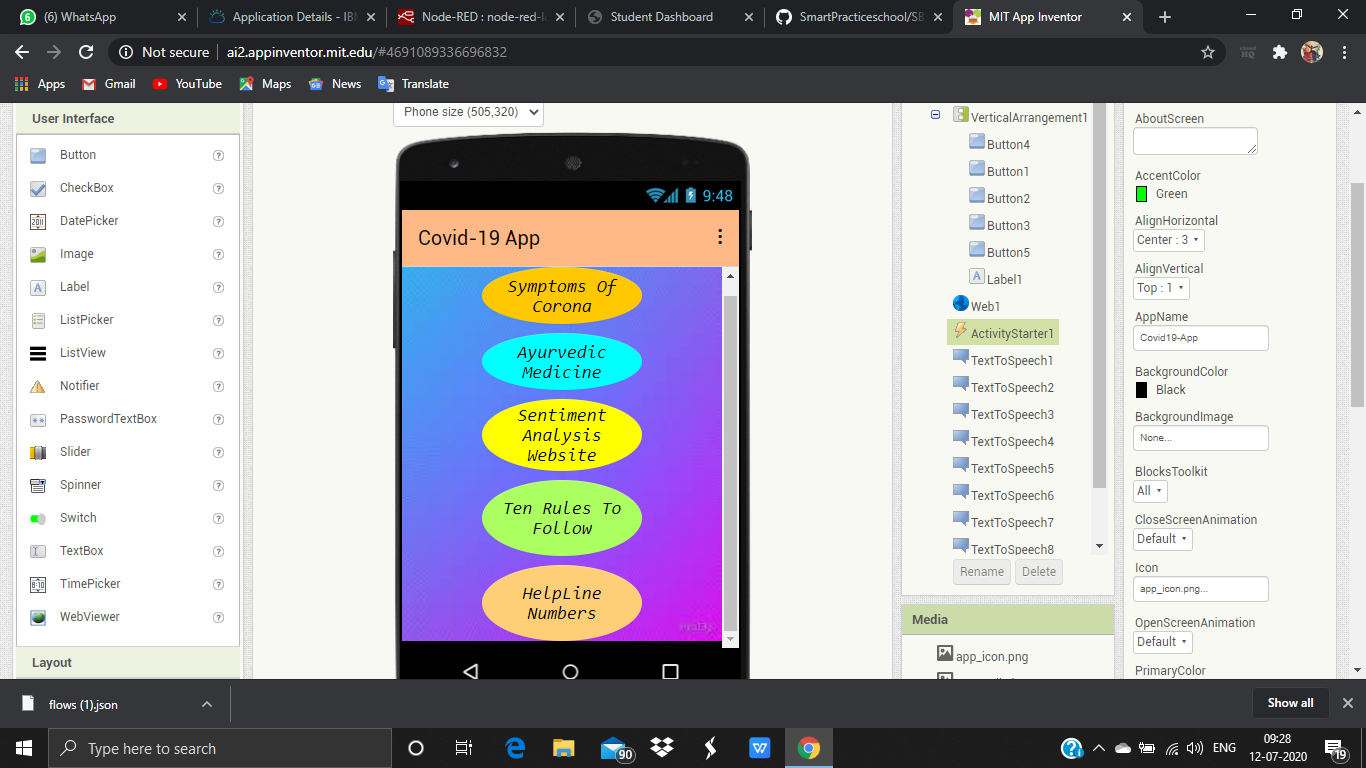 (6) WhatsApp
Application Details - IBM
Node-RED : node-red-l
Student Dashboard
SmartPracticeschool/SB
MIT App Inventor
Not secure
ai2.appinventor.mit.edu/#4691089336696832
Apps
Gmail
YouTube
Maps
News
Translate
User Interface
Button
CheckBox
DatePicker
Image
Label
ListPicker
ListView
Notifier
PasswordTextBox
Slider
Spinner
Switch
TextBox
TimePicker
WebViewer
Layout
Phone size (505,320)
9:48
Covid-19 App
Symptoms Of
Corona
Ayurvedic
Medicine
Sentiment
Analysis
Website
Ten Rules To
Follow
HelpLine
Numbers
VerticalArrangement1
Button4
Button1
Button2
Button3
Button5
Label1
Web1
ActivityStarter1
TextToSpeech1
TextToSpeech2
TextToSpeech3
TextToSpeech4
TextToSpeech5
TextToSpeech6
TextToSpeech7
TextToSpeech8
Rename
Delete
Media
app_icon.png
AboutScreen
AccentColor
Green
AlignHorizontal
Center : 3
AlignVertical
Top : 1
AppName
Covid19-App
BackgroundColor
Black
BackgroundImage
None...
BlocksToolkit
All
CloseScreenAnimation
Default
Icon
app_icon.png...
OpenScreenAnimation
Default
PrimaryColor
flows (1).json
Show all
Type here to search
90
ENG
09:28
12-07-2020
19